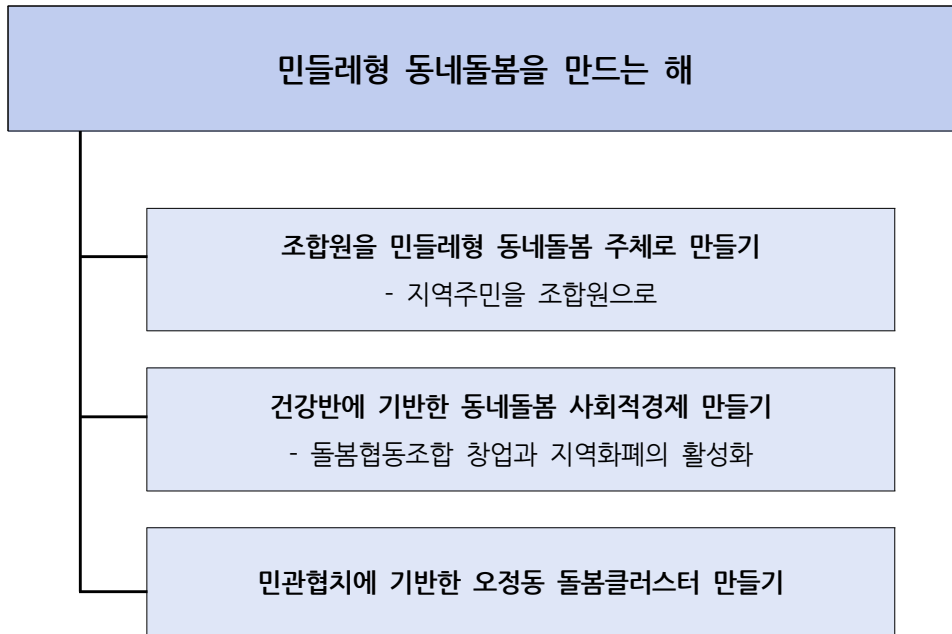 민들레형 동네돌봄을 만드는 해
조합원을 민들레형 동네돌봄 주체로 만들기
- 지역주민을 조합원으로
건강반에 기반한 동네돌봄 사회적경제 만들기
- 돌봄협동조합 창업과 지역화폐의 활성화
민관협치에 기반한 오정동 돌봄클러스터 만들기